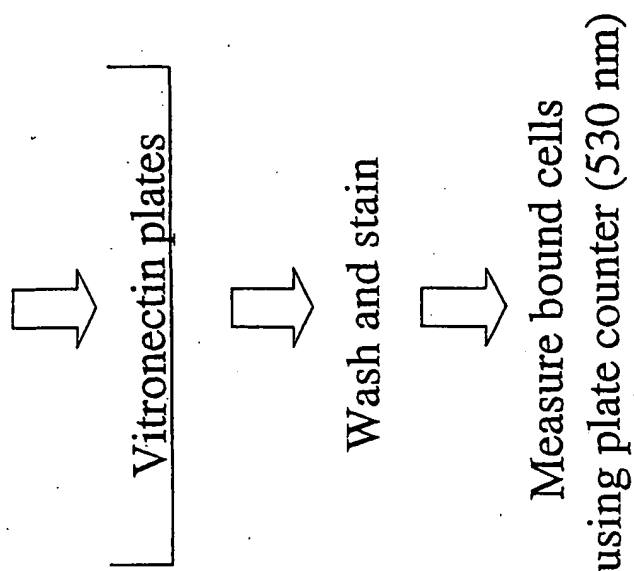 Vitronectin plates
Wash and stain
Measure bound cells
using plate counter (530 nm)